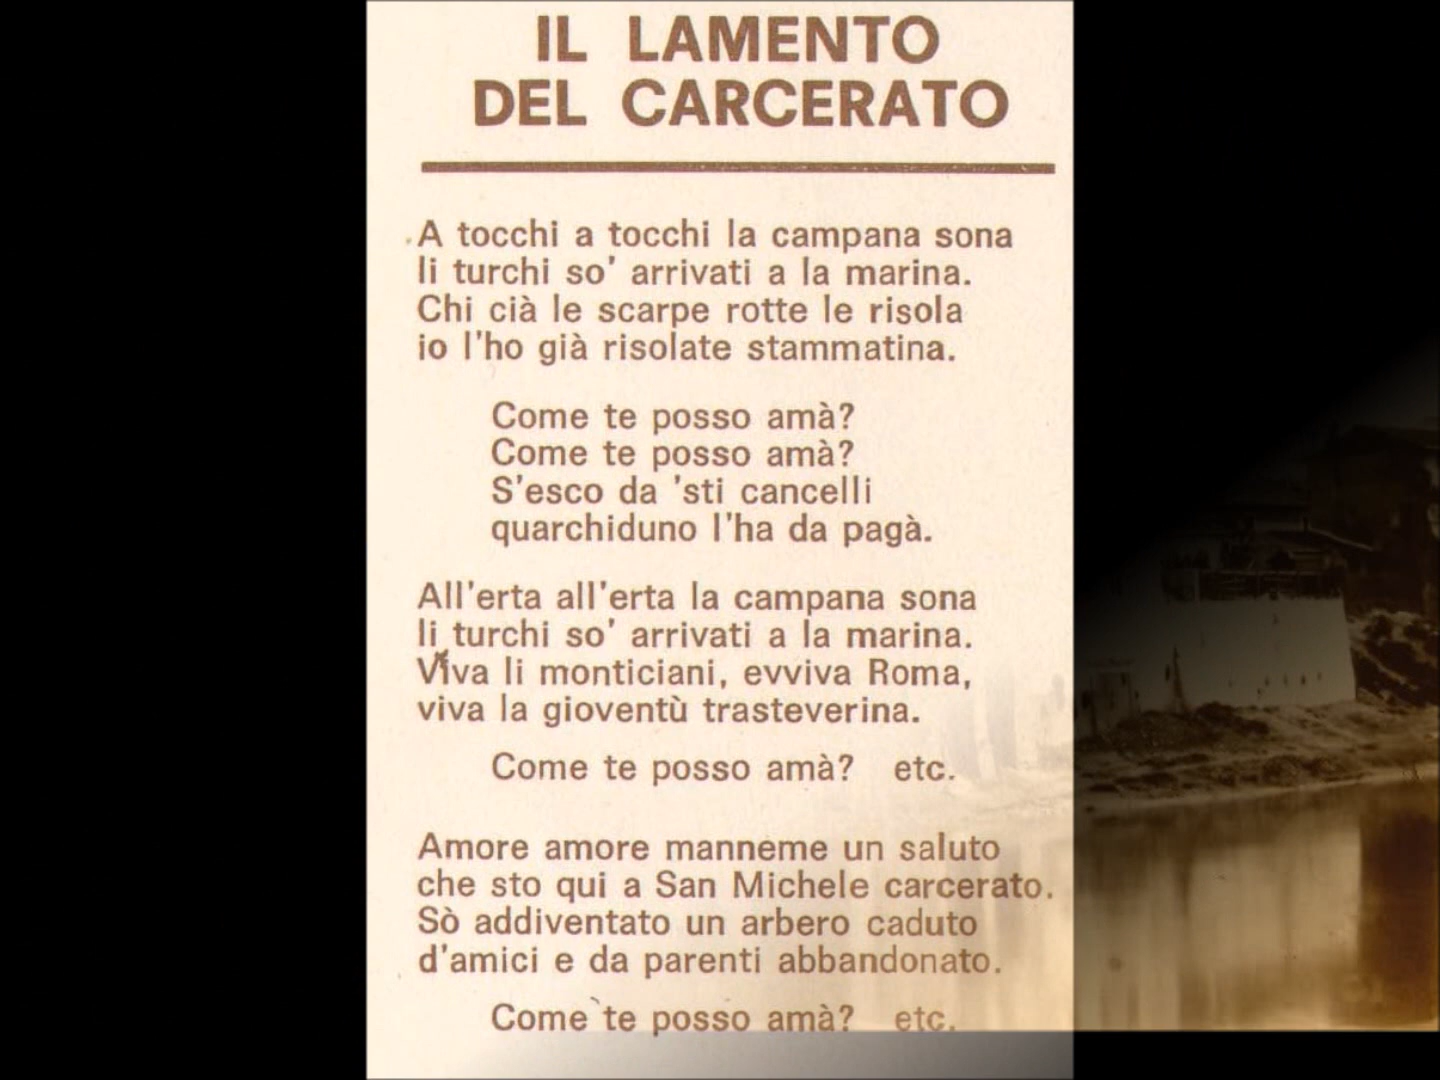 IL LAMENTO
DEL CARCERATO
A tocchi a tocchi la campana sona
li turchi so' arrivati a la marina.
Chi cià le scarpe rotte le risola
io l'ho già risolate stammatina.
Come te posso amà?
Come te posso amà?
S'esco da 'sti cancelli
quarchiduno l'ha da pagà.
All'erta all'erta la campana sona
li turchi so' arrivati a la marina.
Viva li monticiani, evviva Roma,
viva la gioventù trasteverina.
Come te posso amà? etc.
Amore amore manneme un saluto
che sto qui a San Michele carcerato.
Sò addiventato un arbero caduto
d'amici e da parenti abbandonato.
Come te posso amà? etc.